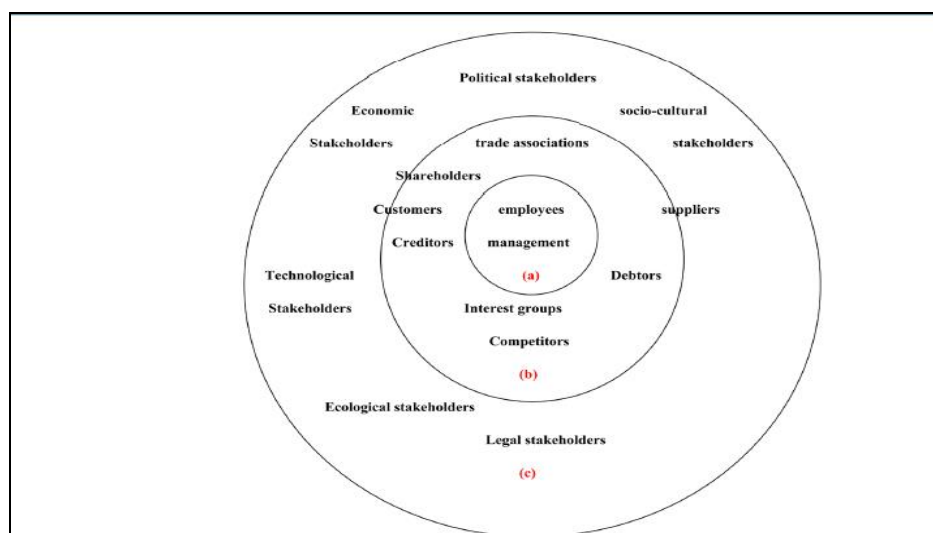 Political stakeholders
Economic socio-cultural
Stakeholders trade associations stakeholders
Shareholders
Customers employees suppliers
Creditors management
Technological (a) Debtors
Stakeholders Interest groups
Competitors
(b)
Ecological stakeholders
Legal stakeholders
(c)